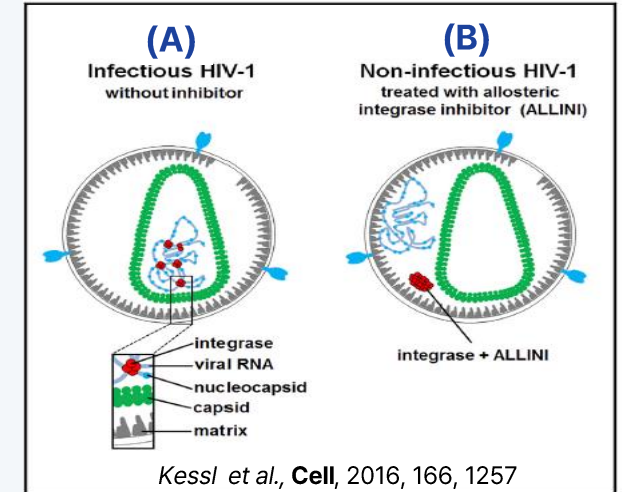 (A)
Infectious HIV-1
without inhibitor
(B)
Non-infectious HIV-1
treated with allosteric
integrase inhibitor (ALLINI)
integrase
viral RNA
nucleocapsid
capsid
matrix
integrase + ALLINI
Kessl et al., Cell, 2016, 166, 1257